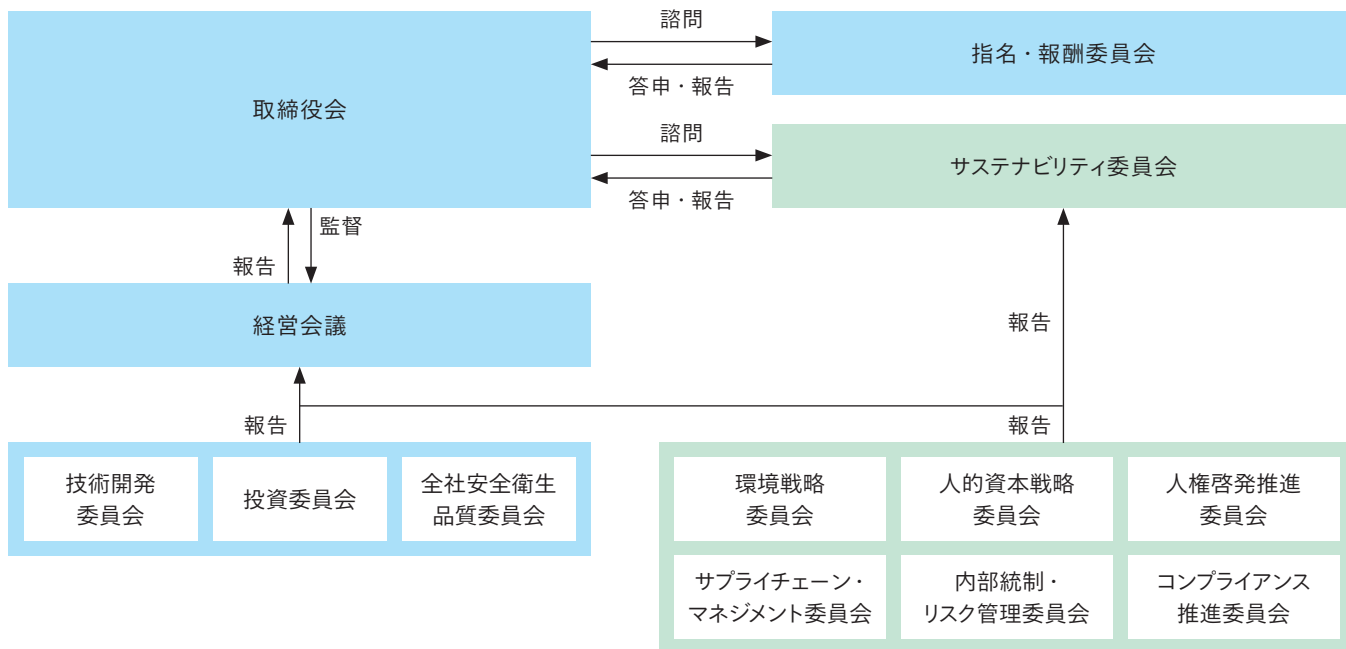 諮問
指名・報酬委員会
答申・報告
取締役会
諮問
サステナビリティ委員会
答申・報告
監督
報告
経営会議
報告
報告
報告
技術開発
委員会
投資委員会
全社安全衛生
品質委員会
環境戦略
委員会
人的資本戦略
委員会
人権啓発推進
委員会
サプライチェーン・
マネジメント委員会
内部統制・
リスク管理委員会
コンプライアンス
推進委員会